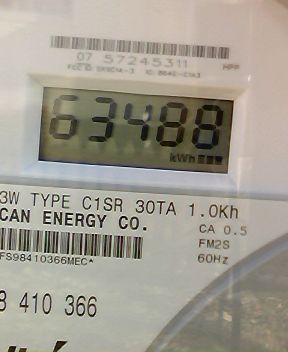 07 57245311
HPP
63488
kWh
3W TYPE C1SR 30TA 1.0Kh
CAN ENERGY CO.
CA 0.5
FM2S
60Hz
FS98410366MEC*
8 410 366